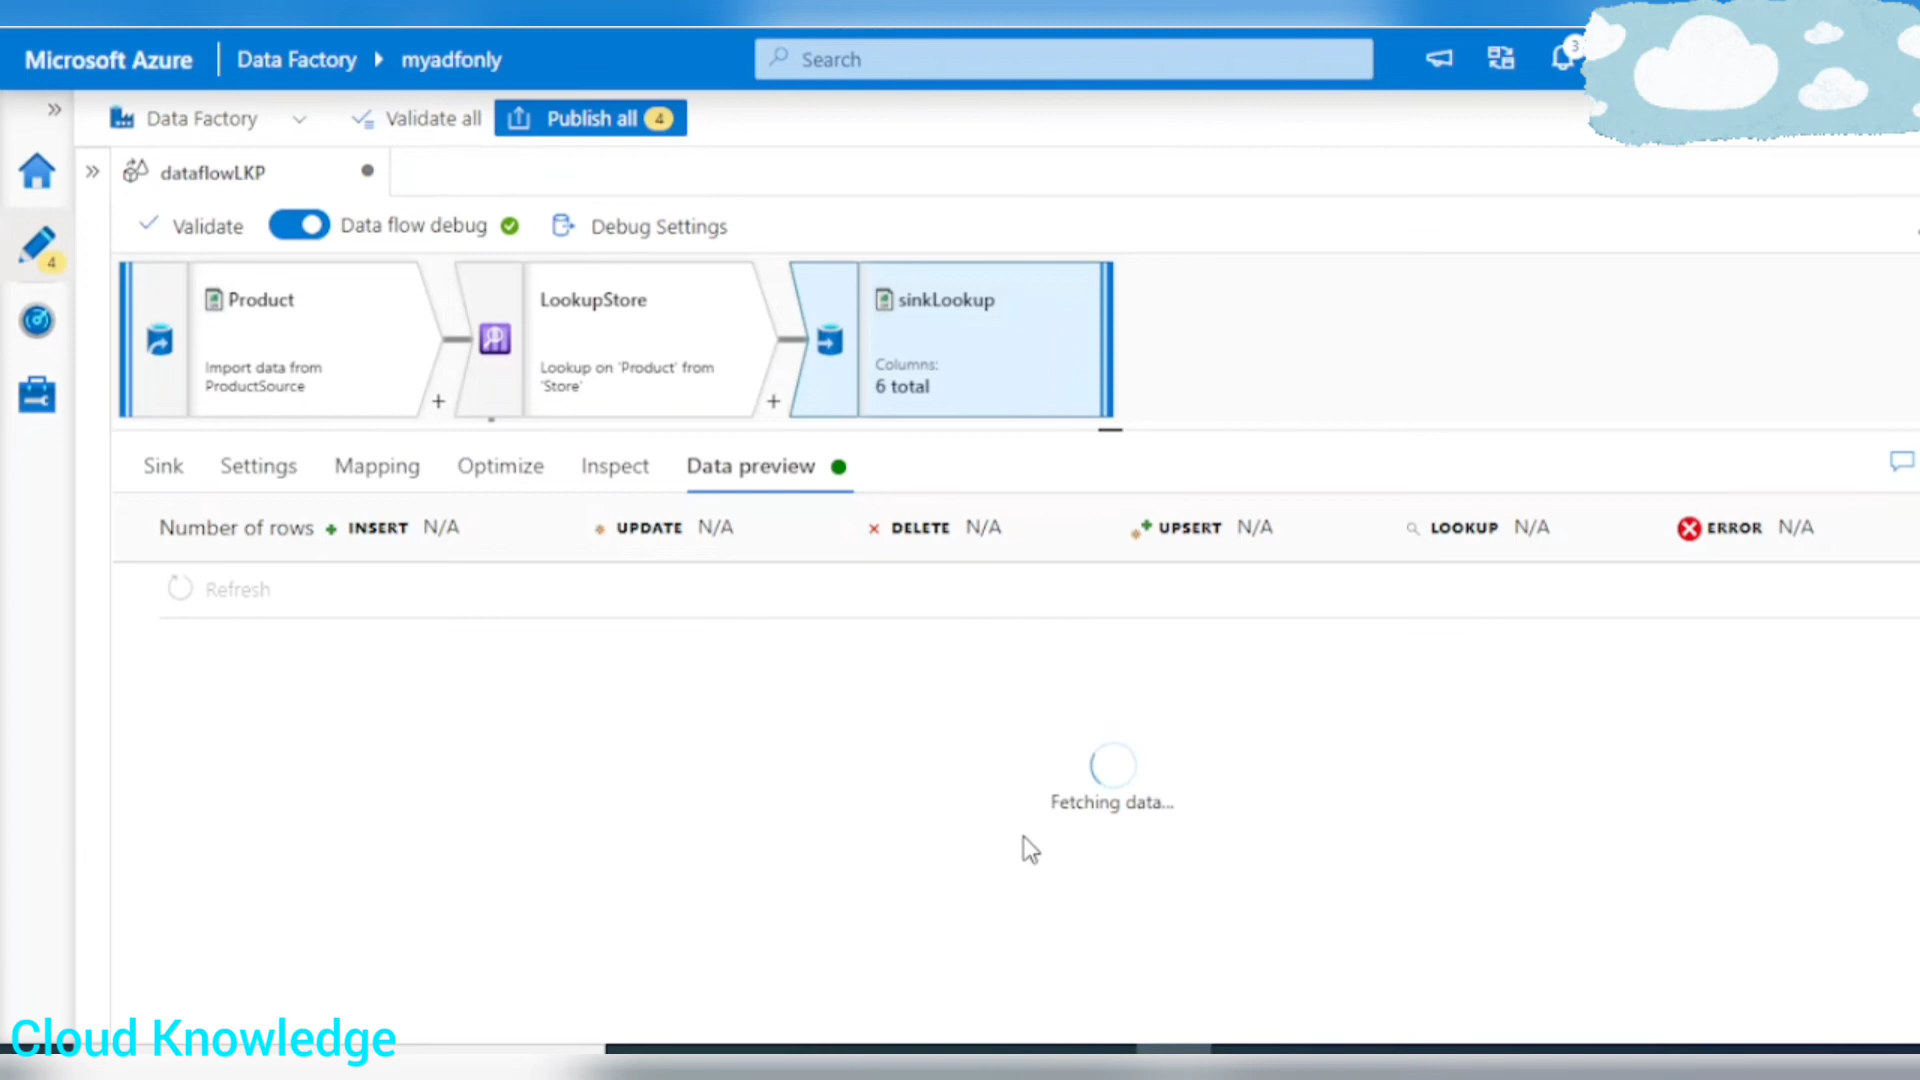 Microsoft Azure
Data Factory
myadfonly
Search
3
Data Factory
Validate all
Publish all 4
dataflowLKP
Validate
Data flow debug
Debug Settings
4
Product
Import data from
ProductSource
+
LookupStore
Lookup on 'Product' from
'Store'
+
sinkLookup
Columns:
6 total
Sink
Settings
Mapping
Optimize
Inspect
Data preview
Number of rows
INSERT N/A
UPDATE N/A
DELETE N/A
UPSERT N/A
LOOKUP N/A
ERROR N/A
Refresh
Fetching data...
Cloud Knowledge